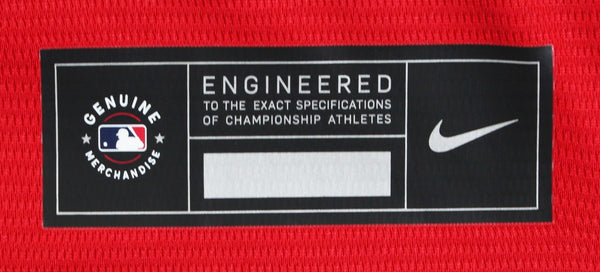 GENUINE
MERCHANDISE
ENGINEERED
TO THE EXACT SPECIFICATIONS
OF CHAMPIONSHIP ATHLETES